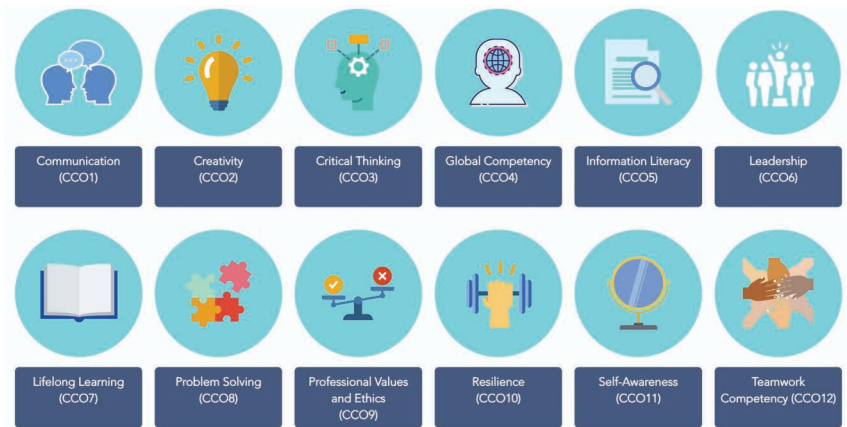 Communication
(CCO1)
Creativity
(CCO2)
Critical Thinking
(CCO3)
Global Competency
(CCO4)
Information Literacy
(CCO5)
Leadership
(CCO6)
Lifelong Learning
(CCO7)
Problem Solving
(CCO8)
Professional Values
and Ethics
(CCO9)
Resilience
(CCO10)
Self-Awareness
(CCO11)
Teamwork
Competency (CCO12)